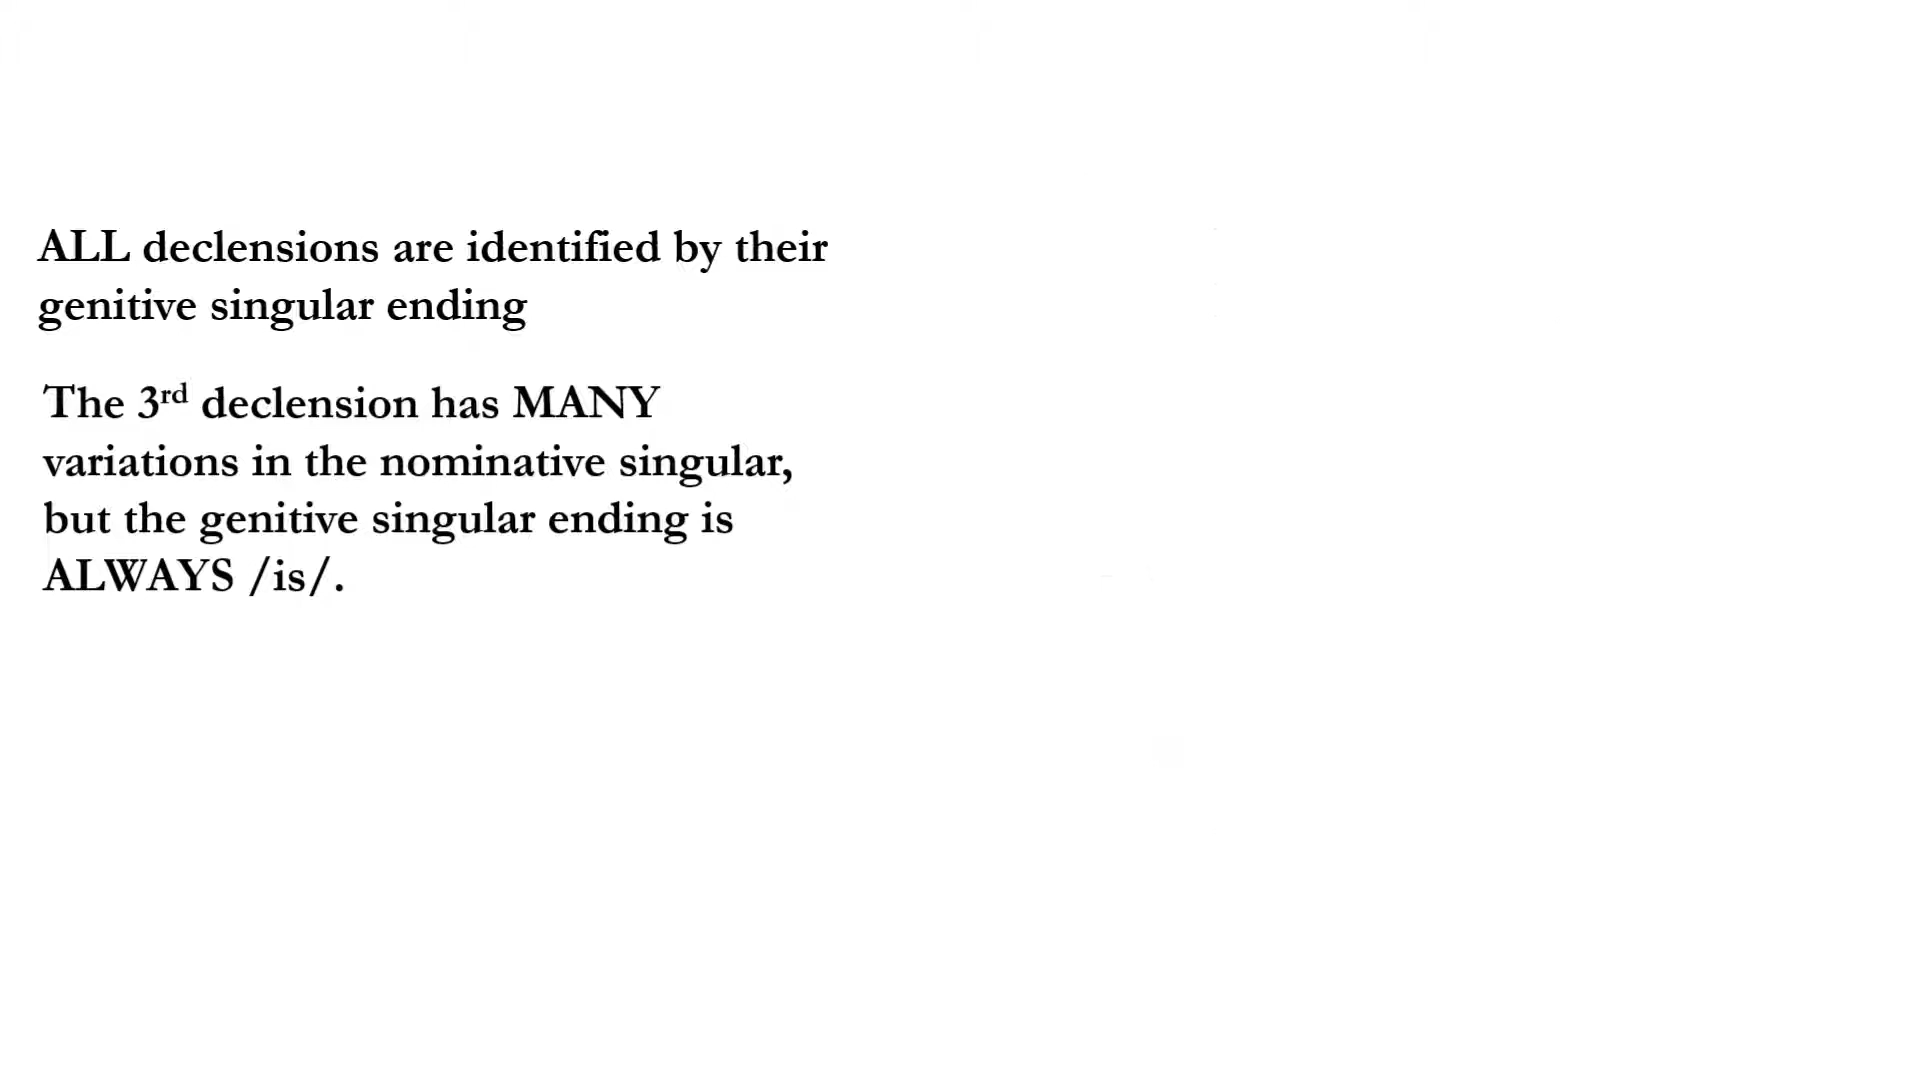 ALL declensions are identified by their
genitive singular ending
The 3rd declension has MANY
variations in the nominative singular,
but the genitive singular ending is
ALWAYS /is/.